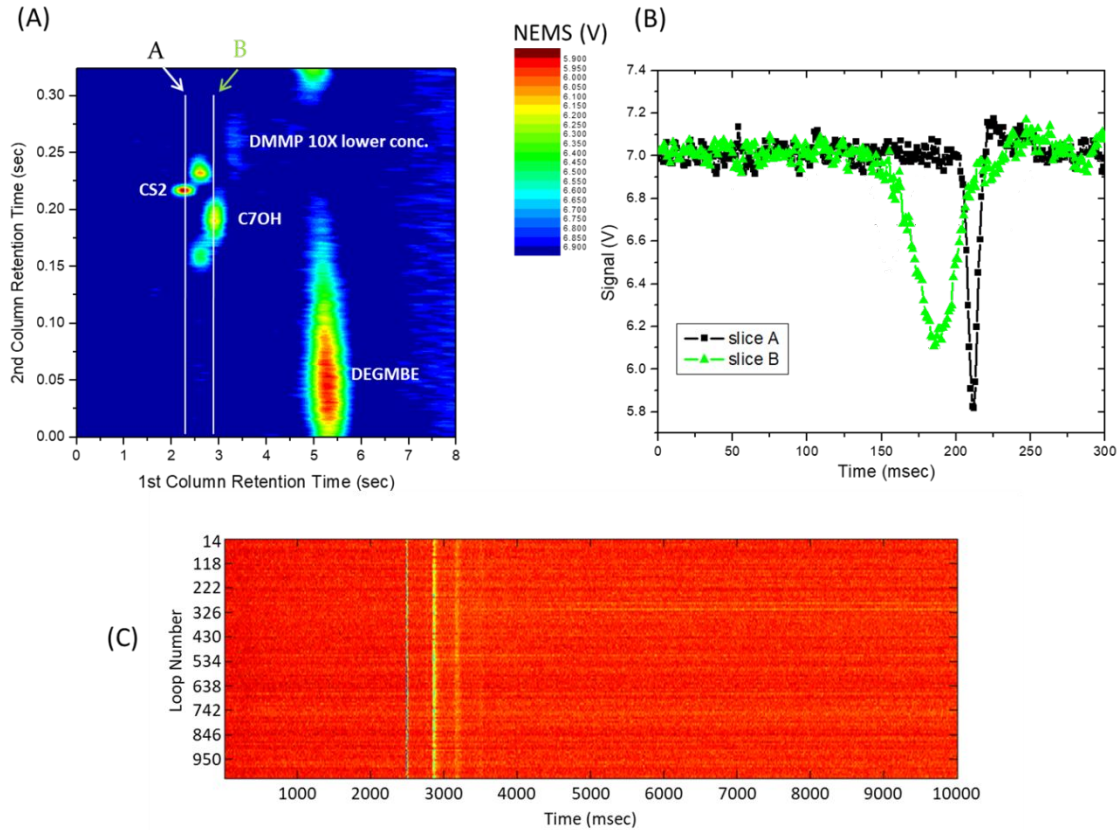 (A)
A
B
0.30
0.25
0.20
0.15
0.10
0.05
0.00
2nd Column Retention Time (sec)
DMMP 10X lower conc.
CS2
C7OH
DEGMBE
0 1 2 3 4 5 6 7 8
1st Column Retention Time (sec)
NEMS (V)
5.900
5.950
6.000
6.050
6.100
6.150
6.200
6.250
6.300
6.350
6.400
6.450
6.500
6.550
6.600
6.650
6.700
6.750
6.800
6.850
6.900
(B)
7.4
7.2
7.0
6.8
6.6
6.4
6.2
6.0
5.8
Signal (V)
slice A
slice B
0 50 100 150 200 250 300
Time (msec)
(C)
14
118
222
326
430
534
638
742
846
950
Loop Number
1000 2000 3000 4000 5000 6000 7000 8000 9000 10000
Time (msec)